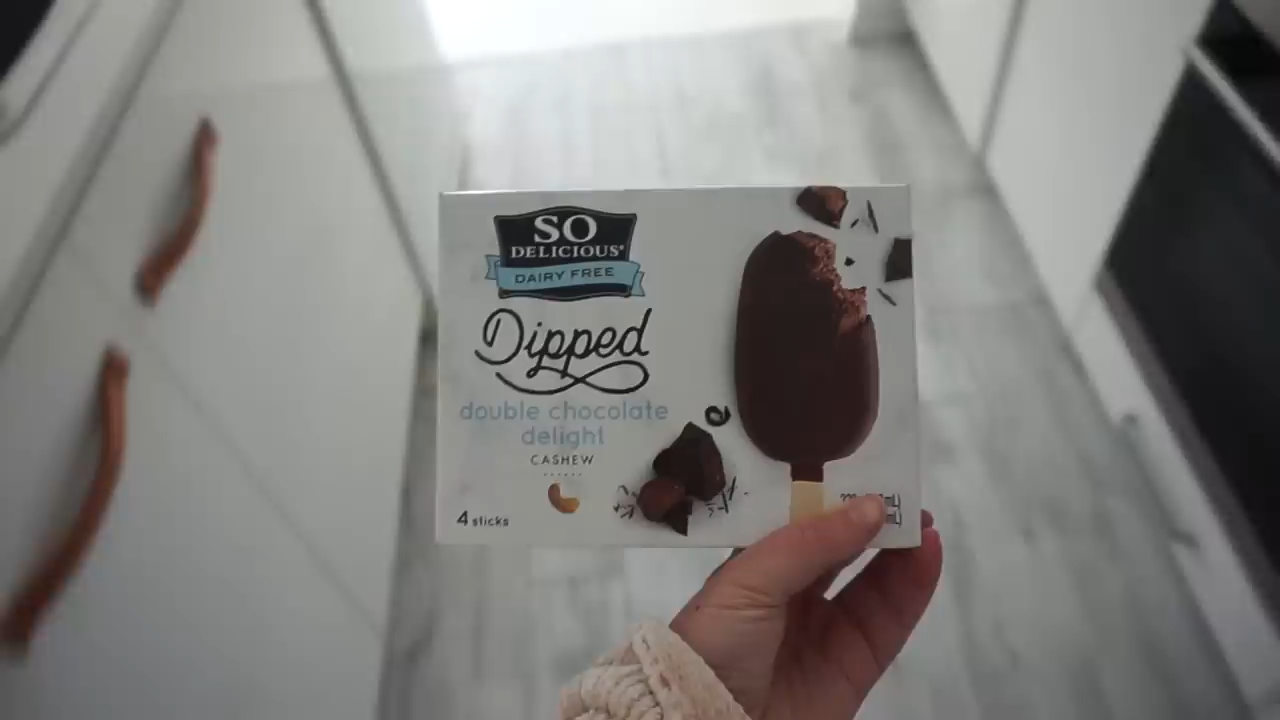 SO
DELICIOUS®
DAIRY FREE
Dipped
double chocolate
delight
CASHEW
4 sticks